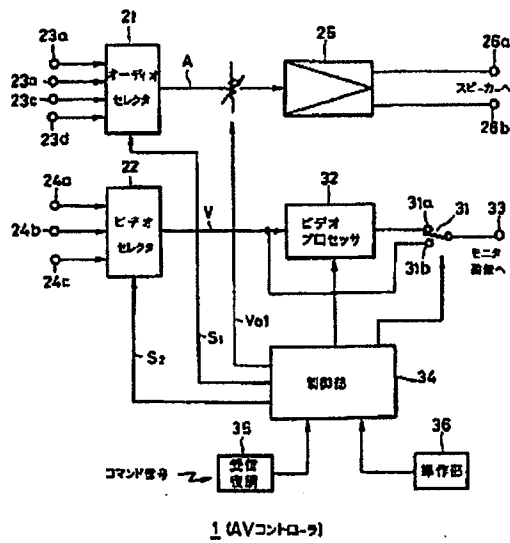 21
23a
オーディオ
セレクタ
23a
23c
23d
A
25
26a
スピーカーへ
26b
22
24a
24b
24c
ビデオ
セレクタ
V
32
ビデオ
プロセッサ
31a
31
31b
33
モニタ
S1
Vol
S2
制御部
34
35
コマンド信号
受信
復調
36
操作部
1 (AVコントローラ)